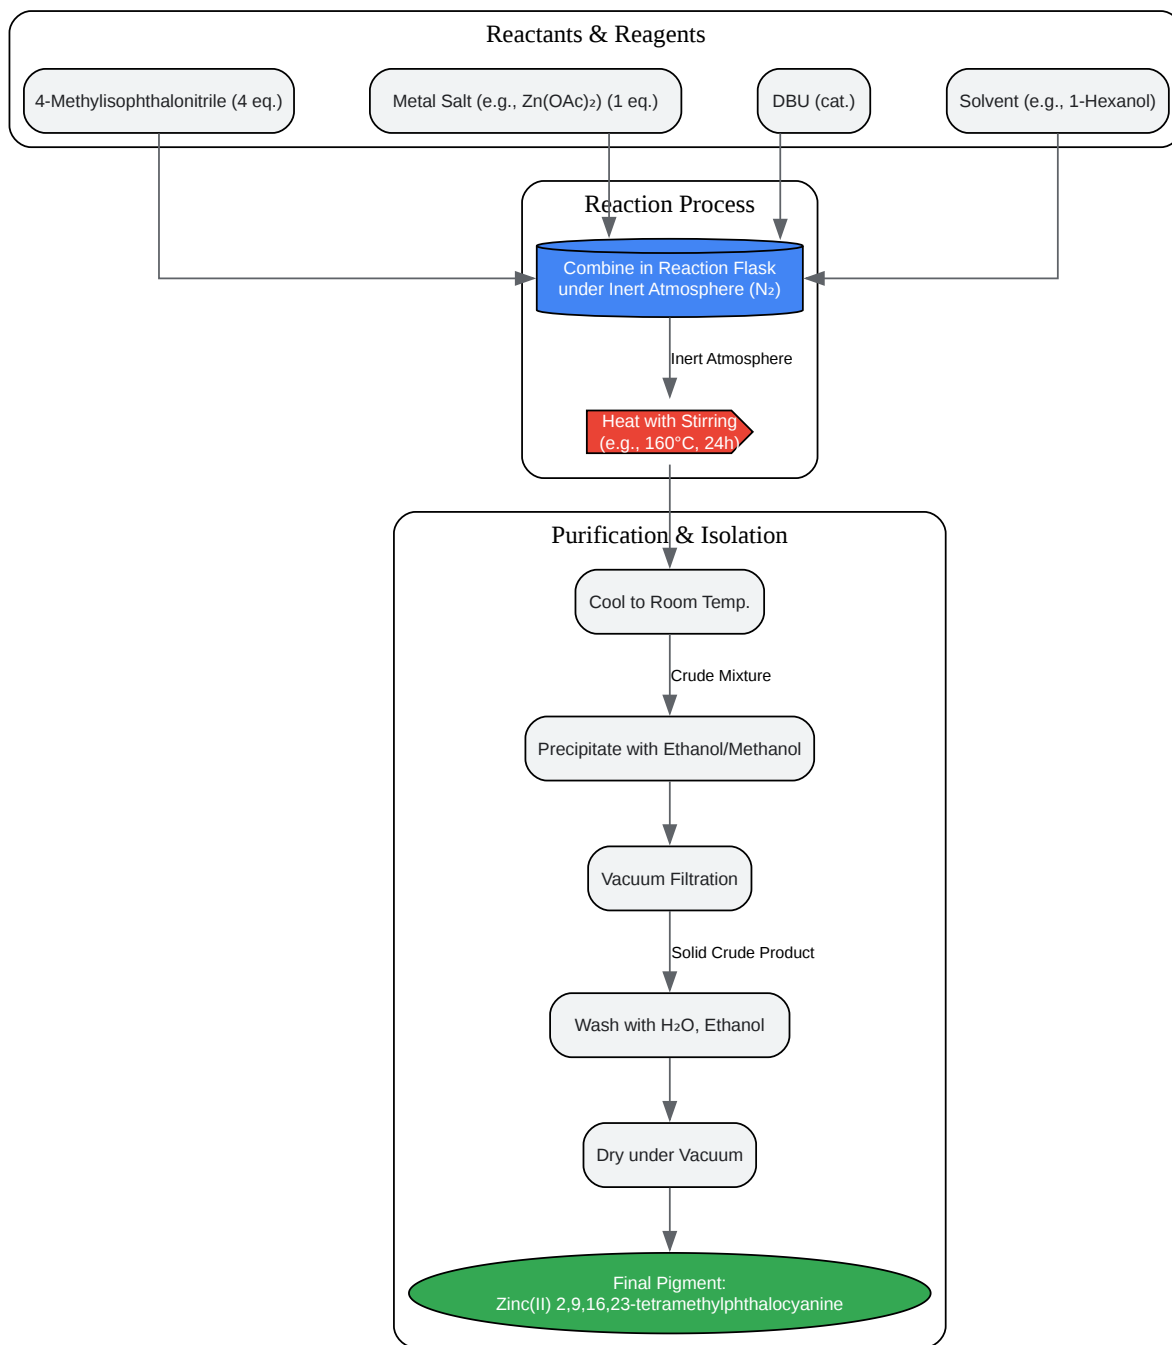 Reactants & Reagents
4-Methylisophthalonitrile (4 eq.)
Metal Salt (e.g., Zn(OAc)₂) (1 eq.)
DBU (cat.)
Solvent (e.g., 1-Hexanol)
Reaction Process
Combine in Reaction Flask
under Inert Atmosphere (N₂)
Inert Atmosphere
Heat with Stirring
(e.g., 160°C, 24h)
Purification & Isolation
Cool to Room Temp.
Crude Mixture
Precipitate with Ethanol/Methanol
Vacuum Filtration
Solid Crude Product
Wash with H₂O, Ethanol
Dry under Vacuum
Final Pigment:
Zinc(II) 2,9,16,23-tetramethylphthalocyanine